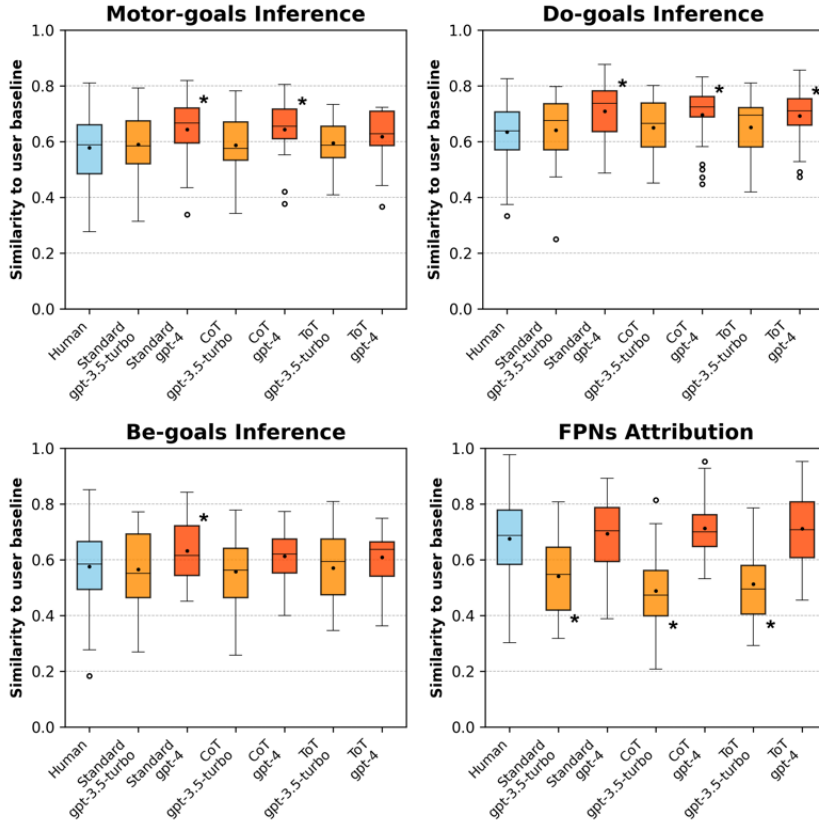 Motor-goals Inference
Similarity to user baseline
1.0
0.8
0.6
0.4
0.2
0.0
*
*
Human
Standard
gpt-3.5-turbo
Standard
gpt-4
CoT
gpt-3.5-turbo
CoT
gpt-4
ToT
gpt-3.5-turbo
ToT
gpt-4
Do-goals Inference
Similarity to user baseline
1.0
0.8
0.6
0.4
0.2
0.0
*
*
*
Human
Standard
gpt-3.5-turbo
Standard
gpt-4
CoT
gpt-3.5-turbo
CoT
gpt-4
ToT
gpt-3.5-turbo
ToT
gpt-4
Be-goals Inference
Similarity to user baseline
1.0
0.8
0.6
0.4
0.2
0.0
*
Human
Standard
gpt-3.5-turbo
Standard
gpt-4
CoT
gpt-3.5-turbo
CoT
gpt-4
ToT
gpt-3.5-turbo
ToT
gpt-4
FPNs Attribution
Similarity to user baseline
1.0
0.8
0.6
0.4
0.2
0.0
*
*
*
Human
Standard
gpt-3.5-turbo
Standard
gpt-4
CoT
gpt-3.5-turbo
CoT
gpt-4
ToT
gpt-3.5-turbo
ToT
gpt-4